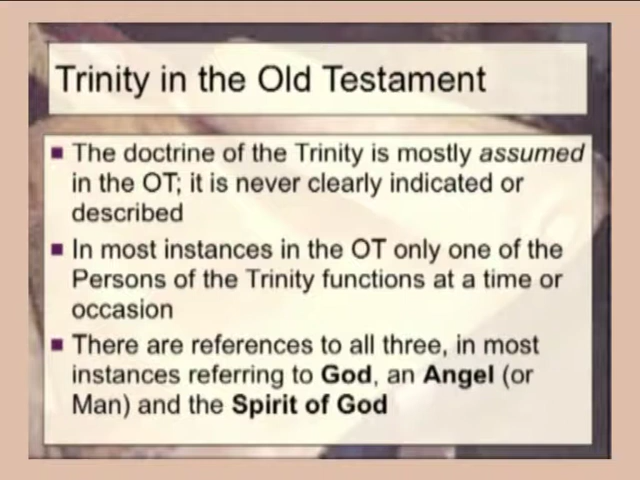 Trinity in the Old Testament
The doctrine of the Trinity is mostly assumed
in the OT; it is never clearly indicated or
described
In most instances in the OT only one of the
Persons of the Trinity functions at a time or
occasion
There are references to all three, in most
instances referring to God, an Angel (or
Man) and the Spirit of God